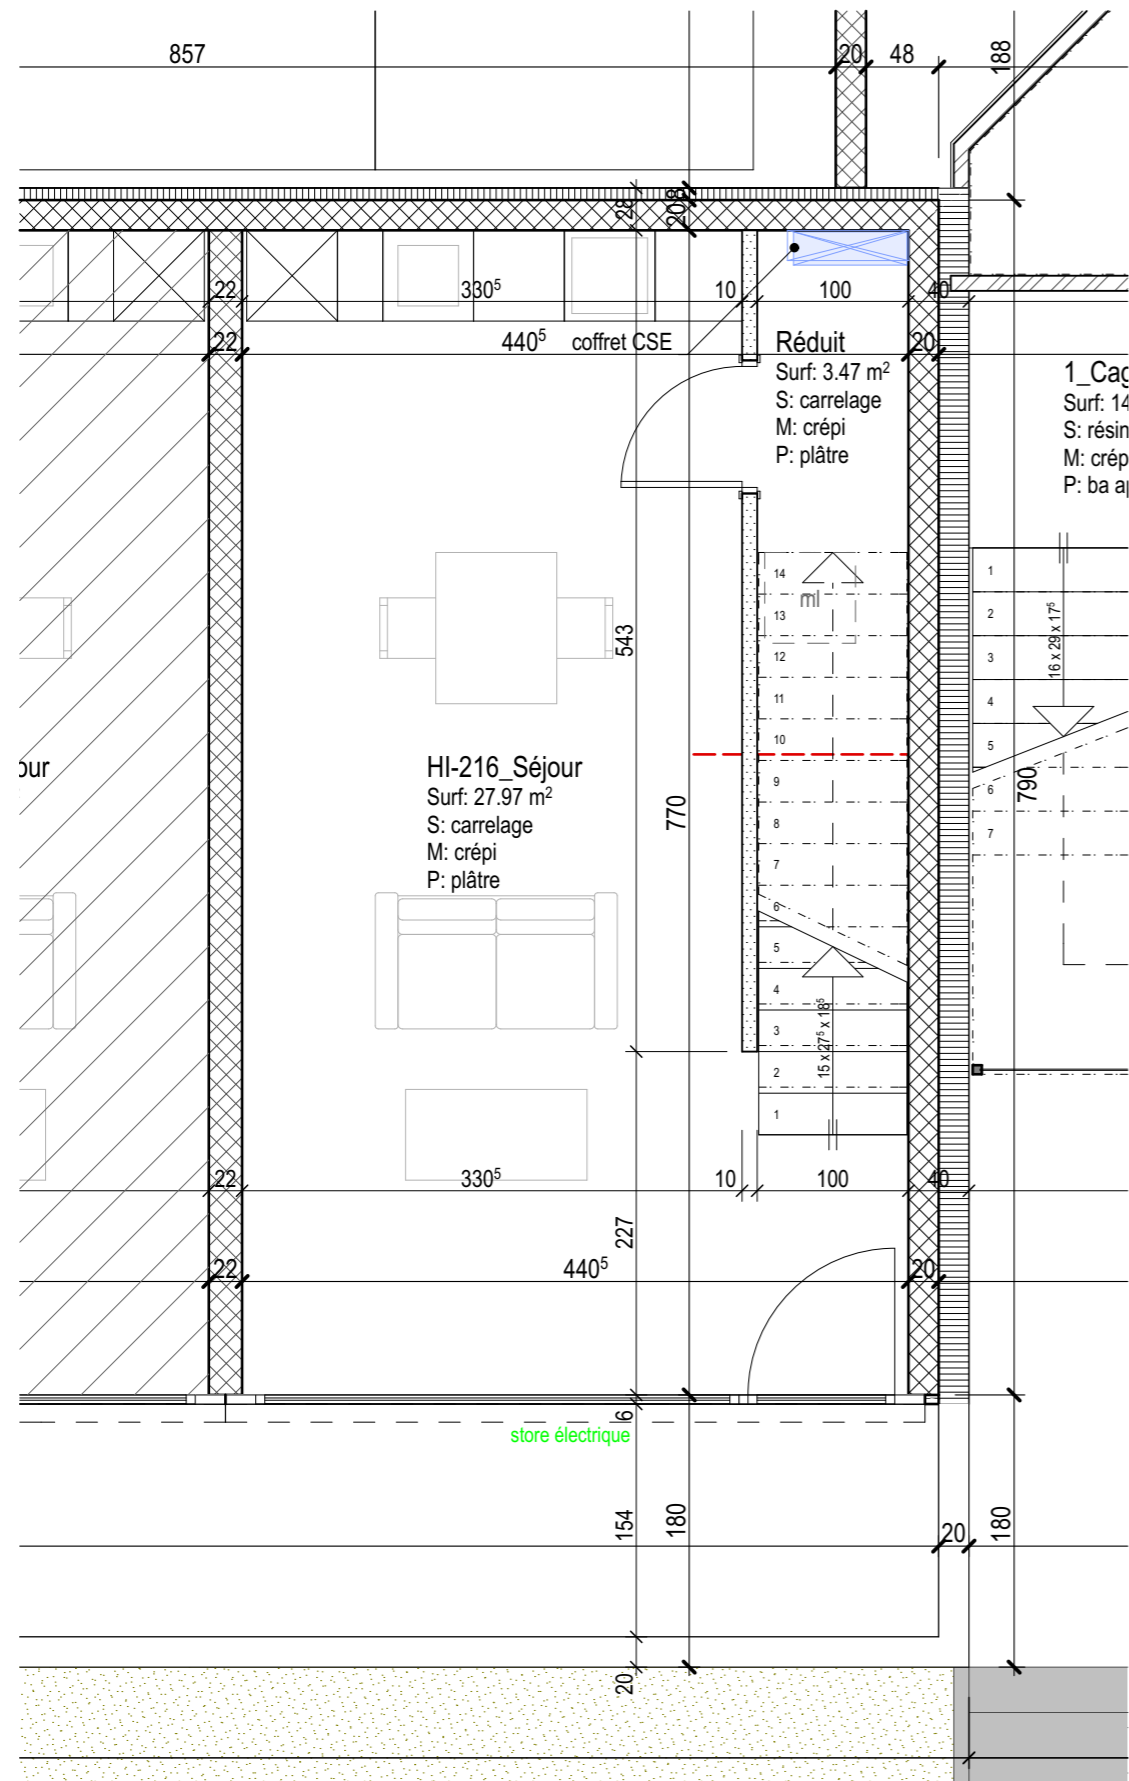 857
20
48
188
28
20
8
22
330⁵
10
100
40
22
440⁵
coffret CSE
20
Réduit
Surf: 3.47 m²
S: carrelage
M: crépi
P: plâtre
1_Cag
Surf: 14
S: résin
M: crép
P: ba a
14
13
12
11
10
9
8
7
6
5
4
3
2
1
ml
15 x 27⁵ x 18⁵
1
2
3
4
5
6
7
16 x 29 x 17⁵
543
770
790
our
HI-216_Séjour
Surf: 27.97 m²
S: carrelage
M: crépi
P: plâtre
22
330⁵
10
100
40
227
22
440⁵
20
6
store électrique
154
180
20
180
20